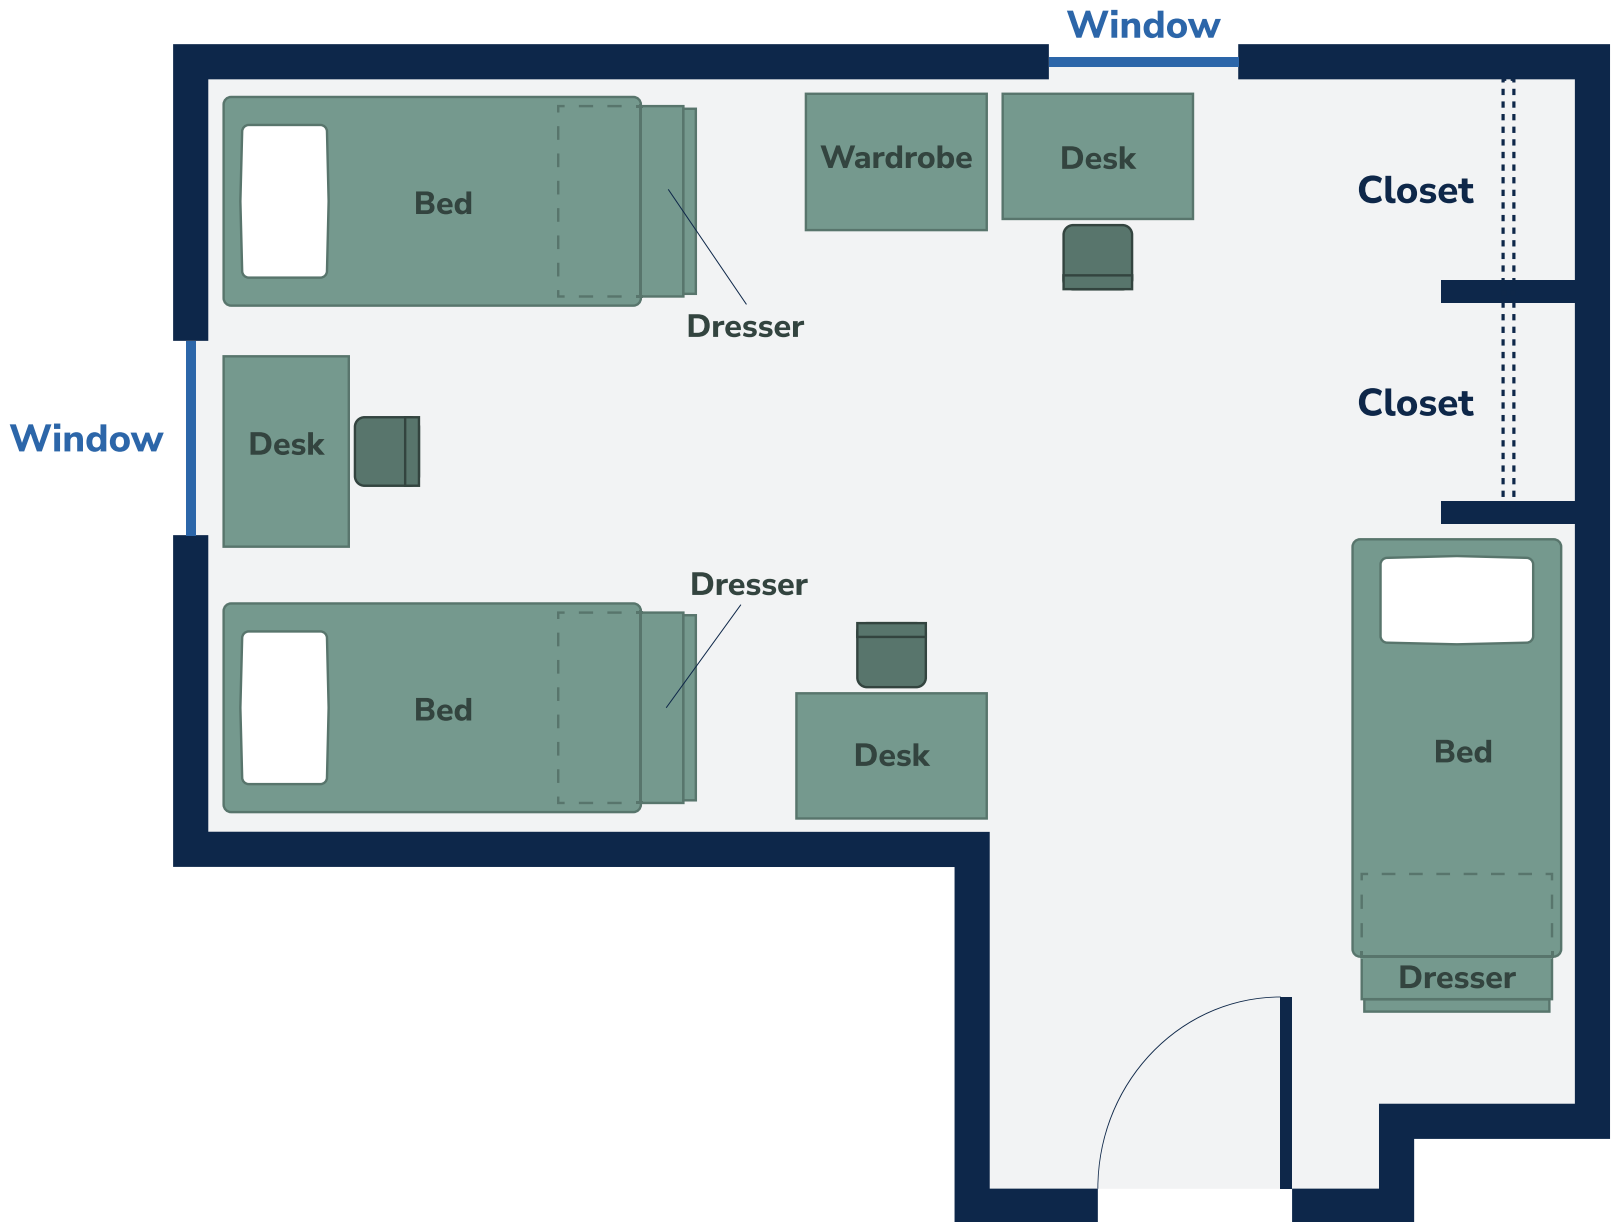 Window
Bed
Wardrobe
Desk
Closet
Dresser
Closet
Window
Desk
Dresser
Bed
Desk
Bed
Dresser